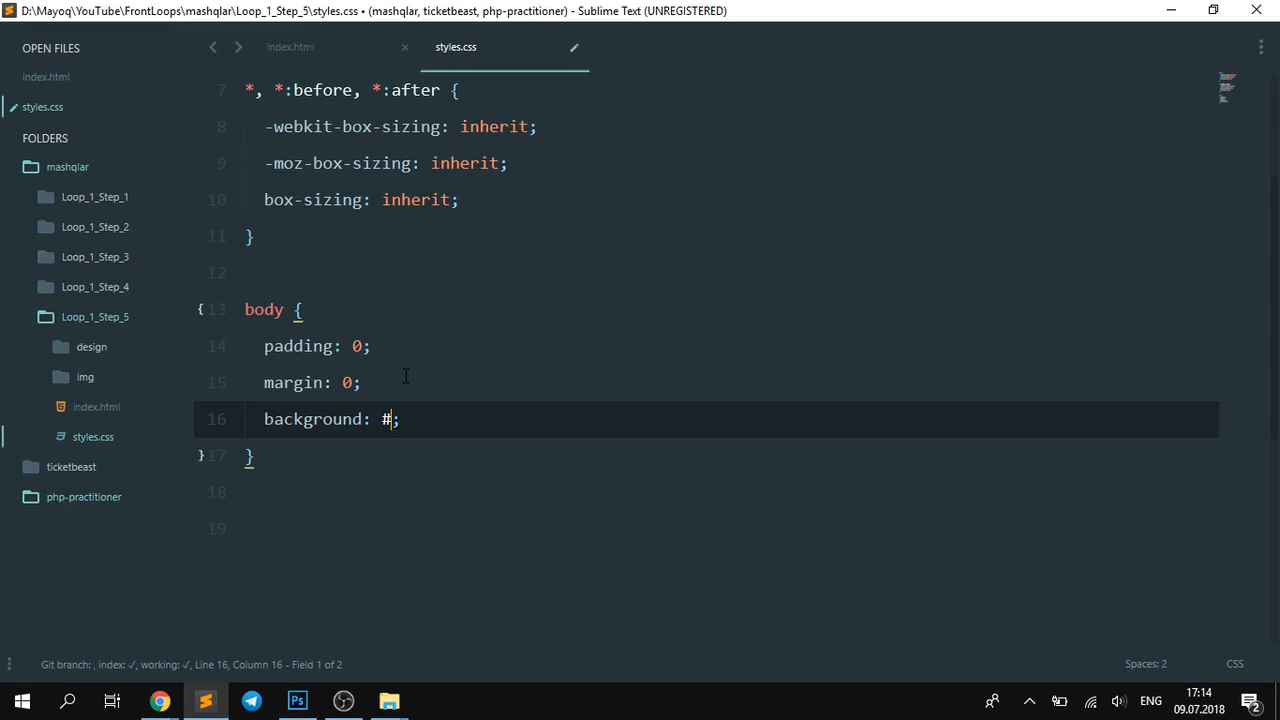 D:\Mayoq\YouTube\FrontLoops\mashqlar\Loop_1_Step_5\styles.css • (mashqlar, ticketbeast, php-practitioner) - Sublime Text (UNREGISTERED)
OPEN FILES
index.html
styles.css
FOLDERS
mashqlar
Loop_1_Step_1
Loop_1_Step_2
Loop_1_Step_3
Loop_1_Step_4
Loop_1_Step_5
design
img
index.html
styles.css
ticketbeast
php-practitioner
index.html
styles.css
7 *, *:before, *:after {
8 -webkit-box-sizing: inherit;
9 -moz-box-sizing: inherit;
10 box-sizing: inherit;
11 }
12
13 body {
14 padding: 0;
15 margin: 0;
16 background: #;
17 }
18
19
Git branch: , index: ✓, working: ✓, Line 16, Column 16 - Field 1 of 2
Spaces: 2
CSS
Ps
ENG
17:14
09.07.2018
2